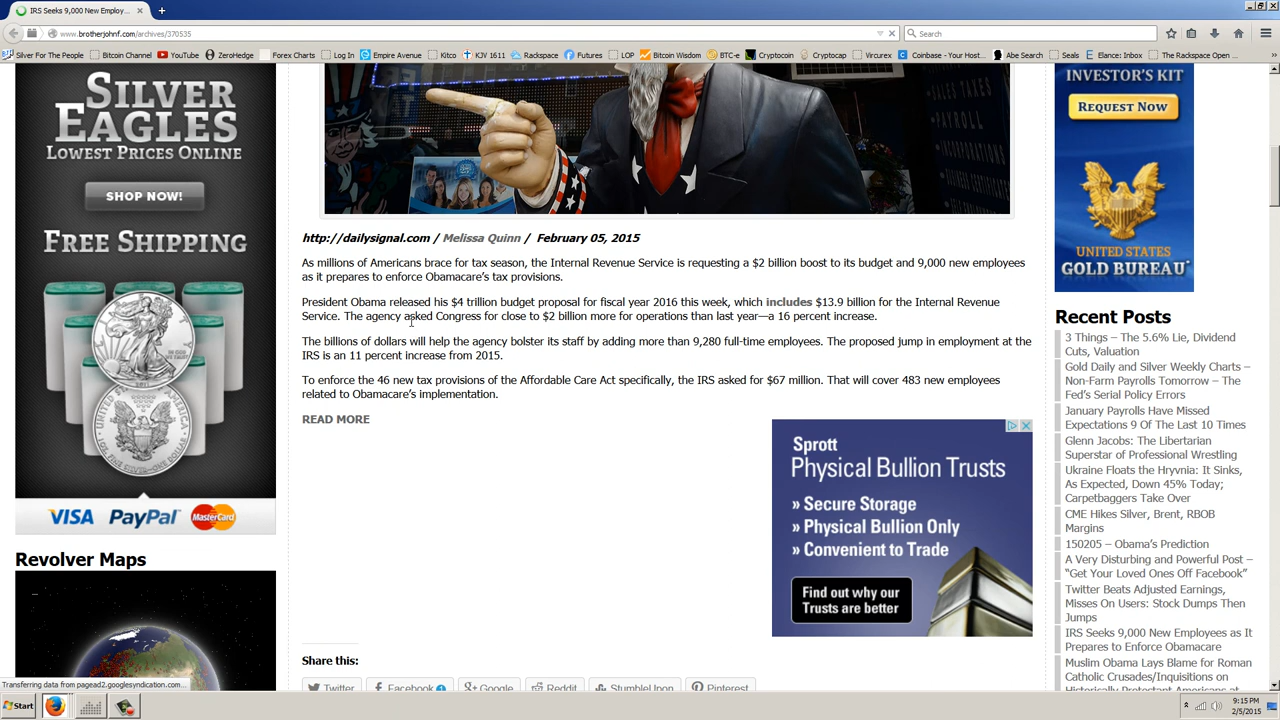 IRS Seeks 9,000 New Employ...
www.brotherjohnf.com/archives/370535
Search
Silver For The People
Bitcoin Channel
YouTube
ZeroHedge
Forex Charts
Log In
Empire Avenue
Kitco
KJV 1611
Rackspace
Futures
LOP
Bitcoin Wisdom
BTC-e
Cryptocoin
Cryptocap
Vircurex
Coinbase - Your Host...
Abe Search
Seals
Elance: Inbox
The Rackspace Open ...
SILVER
EAGLES
LOWEST PRICES ONLINE
SHOP NOW!
FREE SHIPPING
VISA PayPal MasterCard
Revolver Maps
http://dailysignal.com / Melissa Quinn / February 05, 2015
As millions of Americans brace for tax season, the Internal Revenue Service is requesting a $2 billion boost to its budget and 9,000 new employees
as it prepares to enforce Obamacare's tax provisions.
President Obama released his $4 trillion budget proposal for fiscal year 2016 this week, which includes $13.9 billion for the Internal Revenue
Service. The agency asked Congress for close to $2 billion more for operations than last year—a 16 percent increase.
The billions of dollars will help the agency bolster its staff by adding more than 9,280 full-time employees. The proposed jump in employment at the
IRS is an 11 percent increase from 2015.
To enforce the 46 new tax provisions of the Affordable Care Act specifically, the IRS asked for $67 million. That will cover 483 new employees
related to Obamacare's implementation.
READ MORE
Sprott
Physical Bullion Trusts
» Secure Storage
» Physical Bullion Only
» Convenient to Trade
Find out why our
Trusts are better
Share this:
Twitter
Facebook 1
Google
Reddit
StumbleUpon
Pinterest
INVESTOR'S KIT
REQUEST NOW
UNITED STATES
GOLD BUREAU
Recent Posts
3 Things – The 5.6% Lie, Dividend
Cuts, Valuation
Gold Daily and Silver Weekly Charts –
Non-Farm Payrolls Tomorrow – The
Fed's Serial Policy Errors
January Payrolls Have Missed
Expectations 9 Of The Last 10 Times
Glenn Jacobs: The Libertarian
Superstar of Professional Wrestling
Ukraine Floats the Hryvnia: It Sinks,
As Expected, Down 45% Today;
Carpetbaggers Take Over
CME Hikes Silver, Brent, RBOB
Margins
150205 – Obama's Prediction
A Very Disturbing and Powerful Post –
"Get Your Loved Ones Off Facebook"
Twitter Beats Adjusted Earnings,
Misses On Users: Stock Dumps Then
Jumps
IRS Seeks 9,000 New Employees as It
Prepares to Enforce Obamacare
Muslim Obama Lays Blame for Roman
Catholic Crusades/Inquisitions on
Historically Protestant Americans at
Transferring data from pagead2.googlesyndication.com...
Start
9:15 PM
2/5/2015